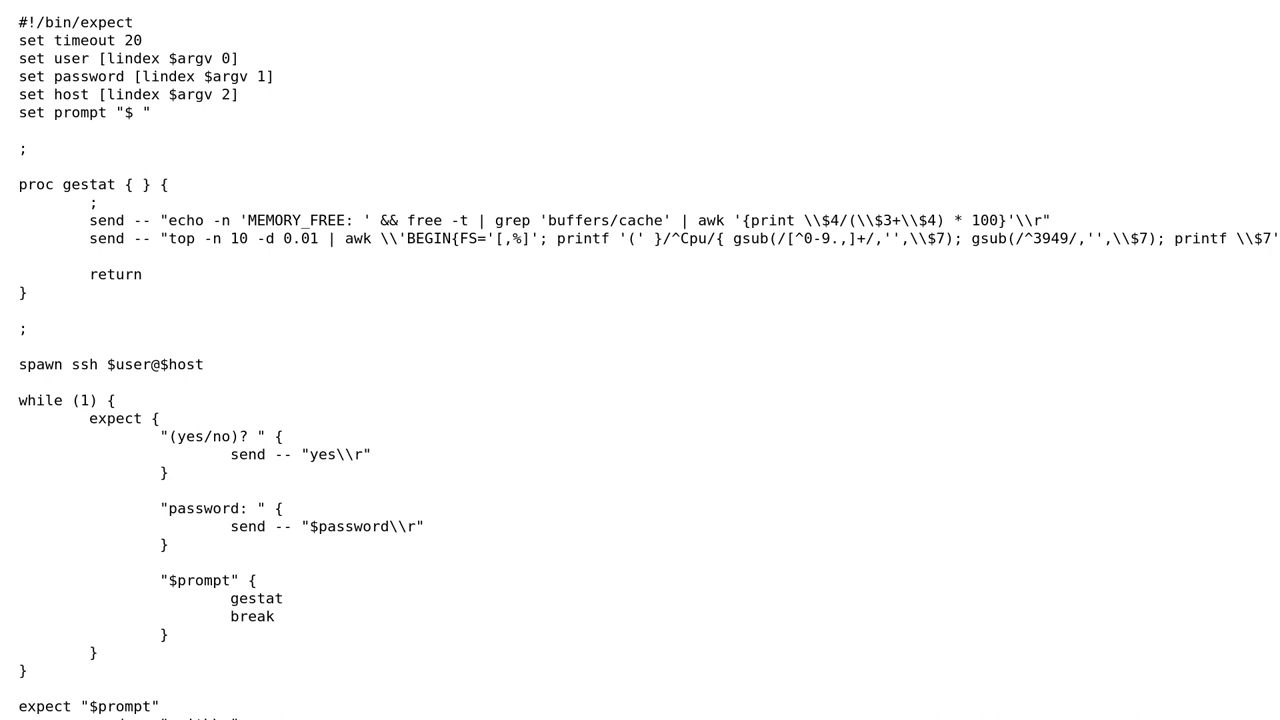 #!/bin/expect
set timeout 20
set user [lindex $argv 0]
set password [lindex $argv 1]
set host [lindex $argv 2]
set prompt "$ "
;
proc gestat { } {
;
send -- "echo -n 'MEMORY_FREE: ' && free -t | grep 'buffers/cache' | awk '{print \\$4/(\\$3+\\$4) * 100}'\\r"
send -- "top -n 10 -d 0.01 | awk \\'BEGIN{FS='[,%]'; printf '(' }/^Cpu/{ gsub(/[^0-9.,]+/,'',\\$7); gsub(/^3949/,'',\\$7); printf \\$7'
return
}
;
spawn ssh $user@$host
while (1) {
expect {
"(yes/no)? " {
send -- "yes\\r"
}
"password: " {
send -- "$password\\r"
}
"$prompt" {
gestat
break
}
}
}
expect "$prompt"